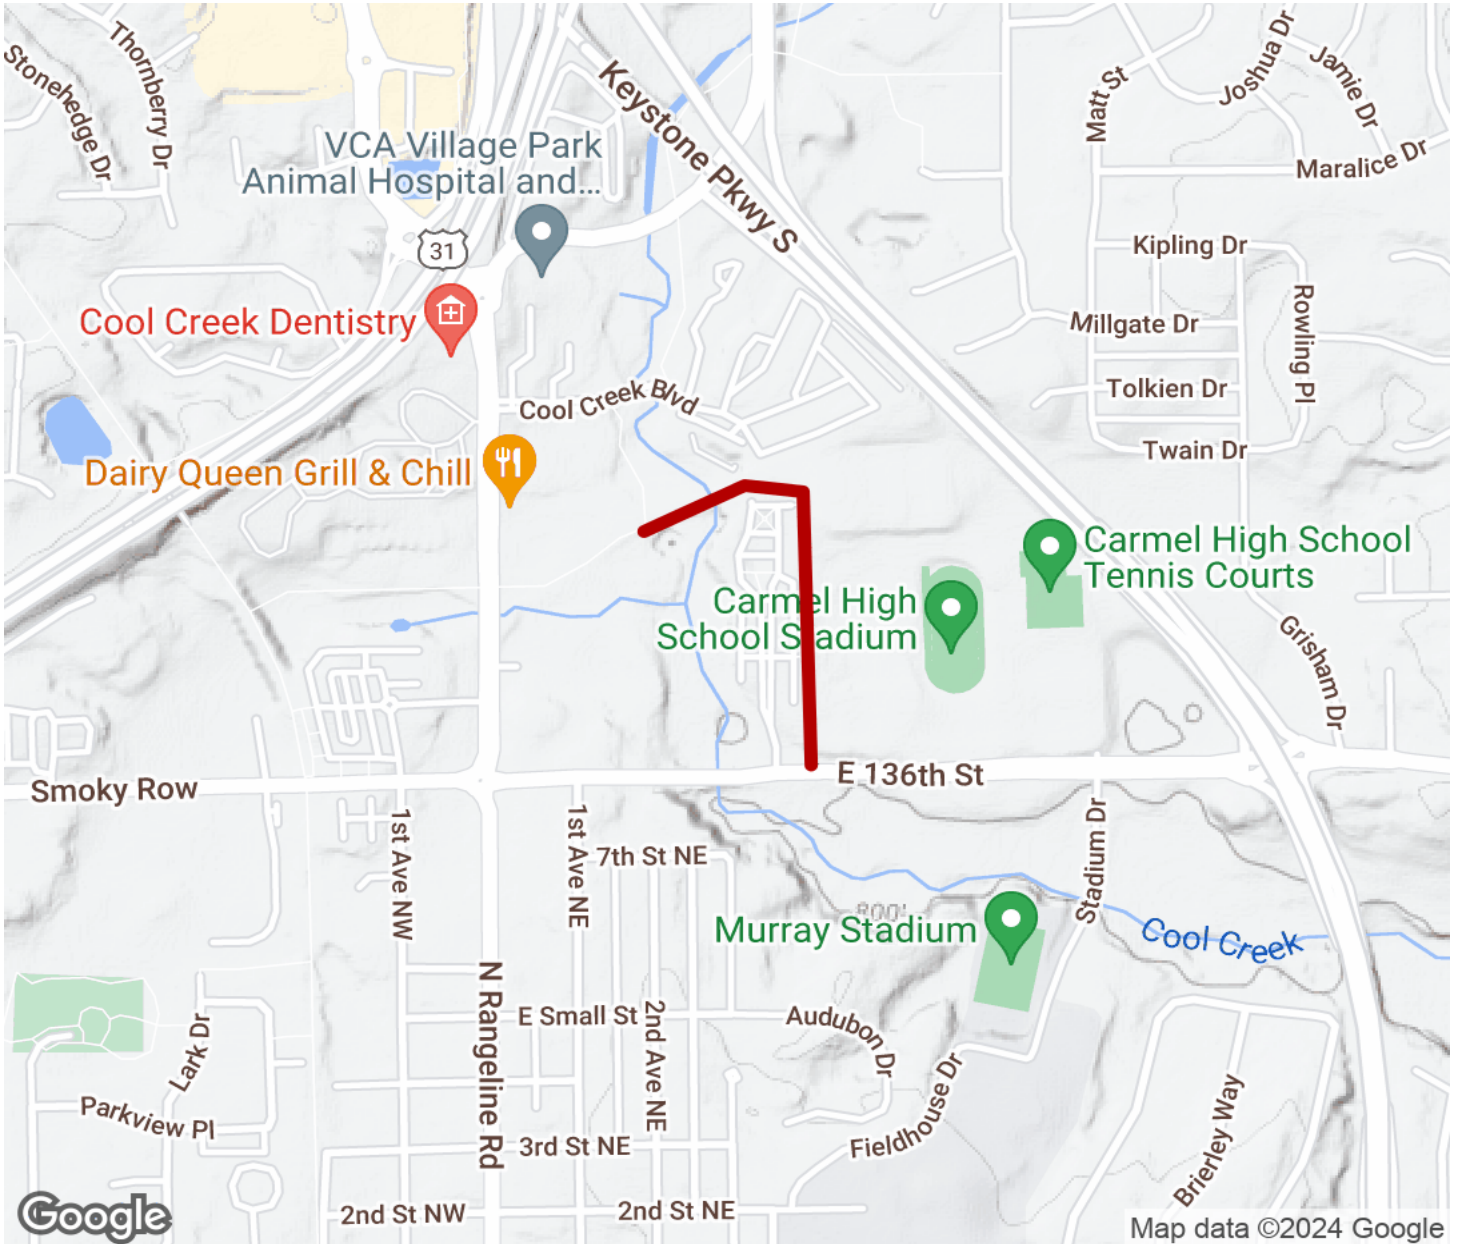 Thornberry Dr
Stonehedge Dr
Keystone Pkwy S
Matt St
Joshua Dr
Jamie Dr
Maralice Dr
VCA Village Park
Animal Hospital and...
31
Kipling Dr
Rowling Pl
Cool Creek Dentistry
Millgate Dr
Cool Creek Blvd
Tolkien Dr
Twain Dr
Dairy Queen Grill & Chill
Carmel High School
Tennis Courts
Carmel High
School Stadium
Grisham Dr
Smoky Row
E 136th St
1st Ave NW
1st Ave NE
7th St NE
Stadium Dr
800'
Murray Stadium
Cool Creek
N Rangeline Rd
E Small St
2nd Ave NE
Audubon Dr
Lark Dr
Parkview Pl
Fieldhouse Dr
Brierley Way
3rd St NE
2nd St NW
2nd St NE
Google
Map data ©2024 Google